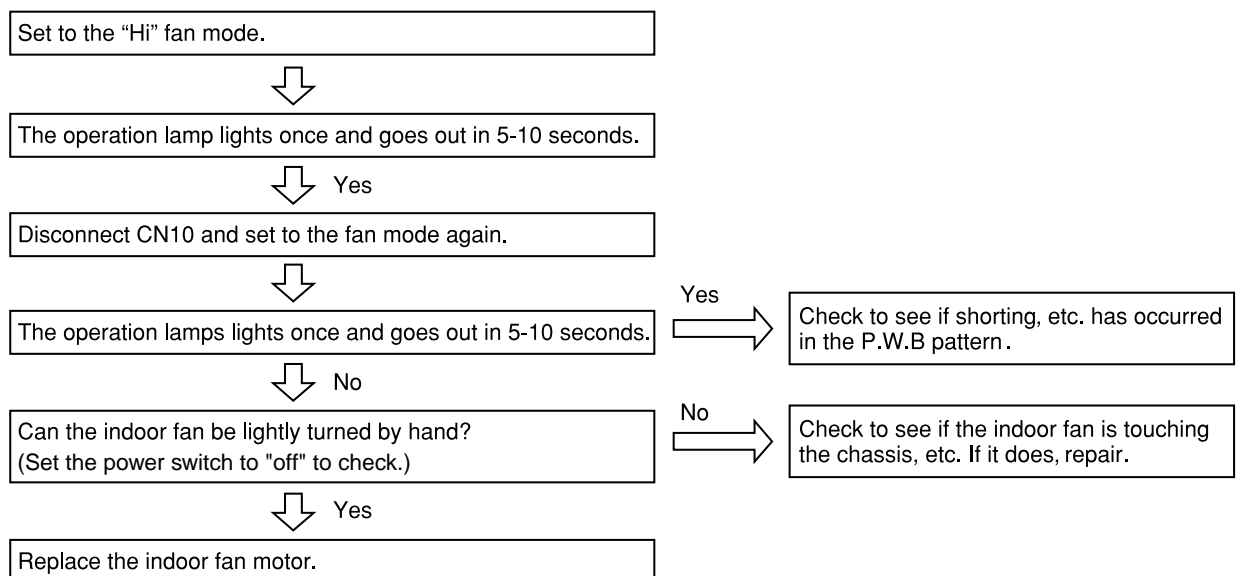 Set to the “Hi” fan mode.
The operation lamp lights once and goes out in 5-10 seconds.
Yes
Disconnect CN10 and set to the fan mode again.
The operation lamps lights once and goes out in 5-10 seconds.
Yes
Check to see if shorting, etc. has occurred
in the P.W.B pattern.
No
Can the indoor fan be lightly turned by hand?
(Set the power switch to "off" to check.)
No
Check to see if the indoor fan is touching
the chassis, etc. If it does, repair.
Yes
Replace the indoor fan motor.